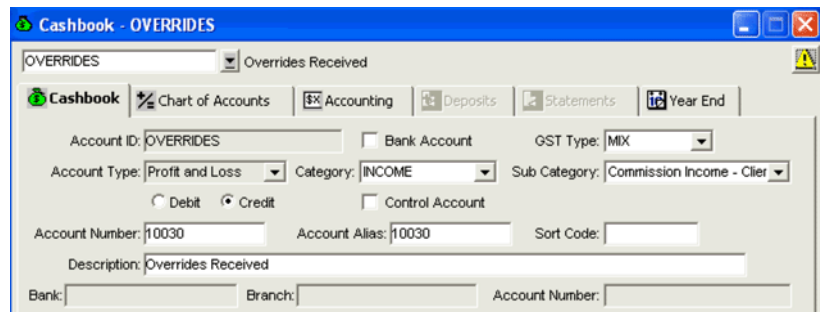 Cashbook - OVERRIDES
OVERRIDES Overrides Received
Cashbook Chart of Accounts Accounting Deposits Statements Year End
Account ID: OVERRIDES Bank Account GST Type: MIX
Account Type: Profit and Loss Category: INCOME Sub Category: Commission Income - Clier
Debit Credit Control Account
Account Number: 10030 Account Alias: 10030 Sort Code:
Description: Overrides Received
Bank: Branch: Account Number: